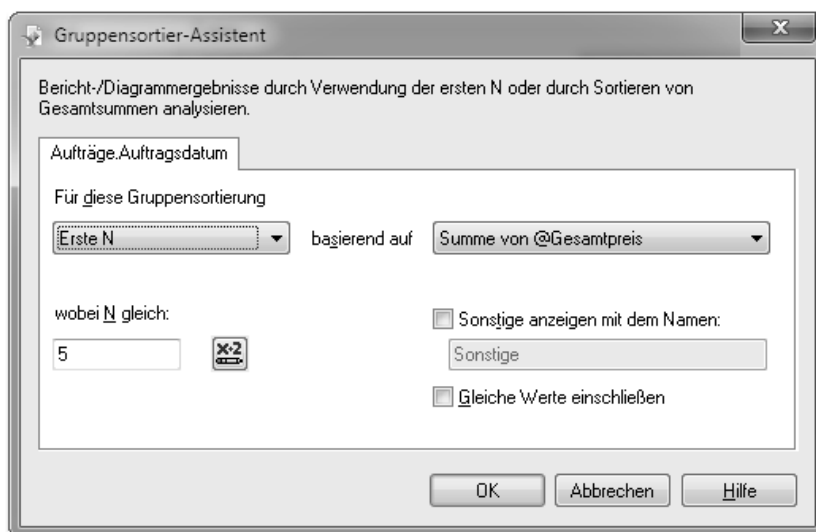 Gruppensortier-Assistent
Bericht-/Diagrammergebnisse durch Verwendung der ersten N oder durch Sortieren von
Gesamtsummen analysieren.
Aufträge.Auftragsdatum
Für diese Gruppensortierung
Erste N basierend auf Summe von @Gesamtpreis
wobei N gleich: Sonstige anzeigen mit dem Namen:
5 x·2 Sonstige
Gleiche Werte einschließen
OK Abbrechen Hilfe